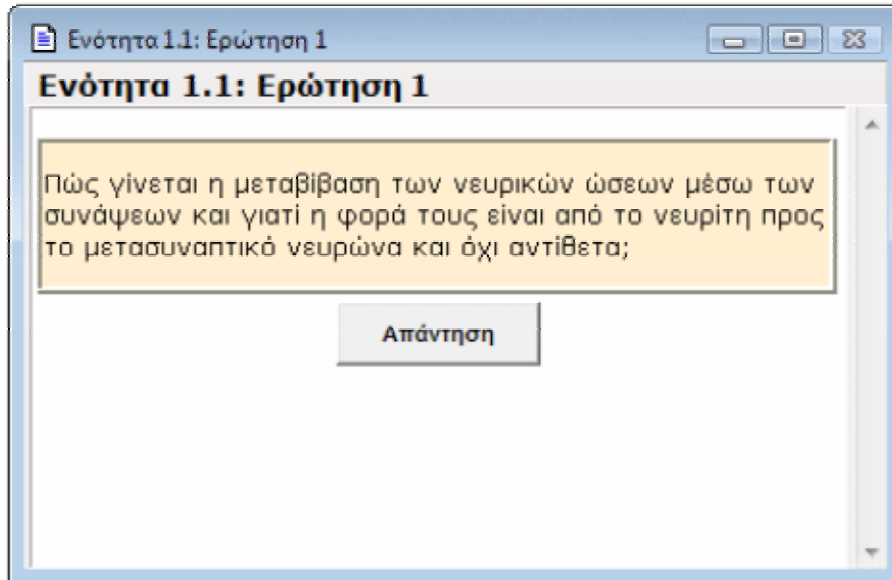 Ενότητα 1.1: Ερώτηση 1
Ενότητα 1.1: Ερώτηση 1
Πώς γίνεται η μεταβίβαση των νευρικών ώσεων μέσω των
συνάψεων και γιατί η φορά τους είναι από το νευρίτη προς
το μετασυναπτικό νευρώνα και όχι αντίθετα;
Απάντηση